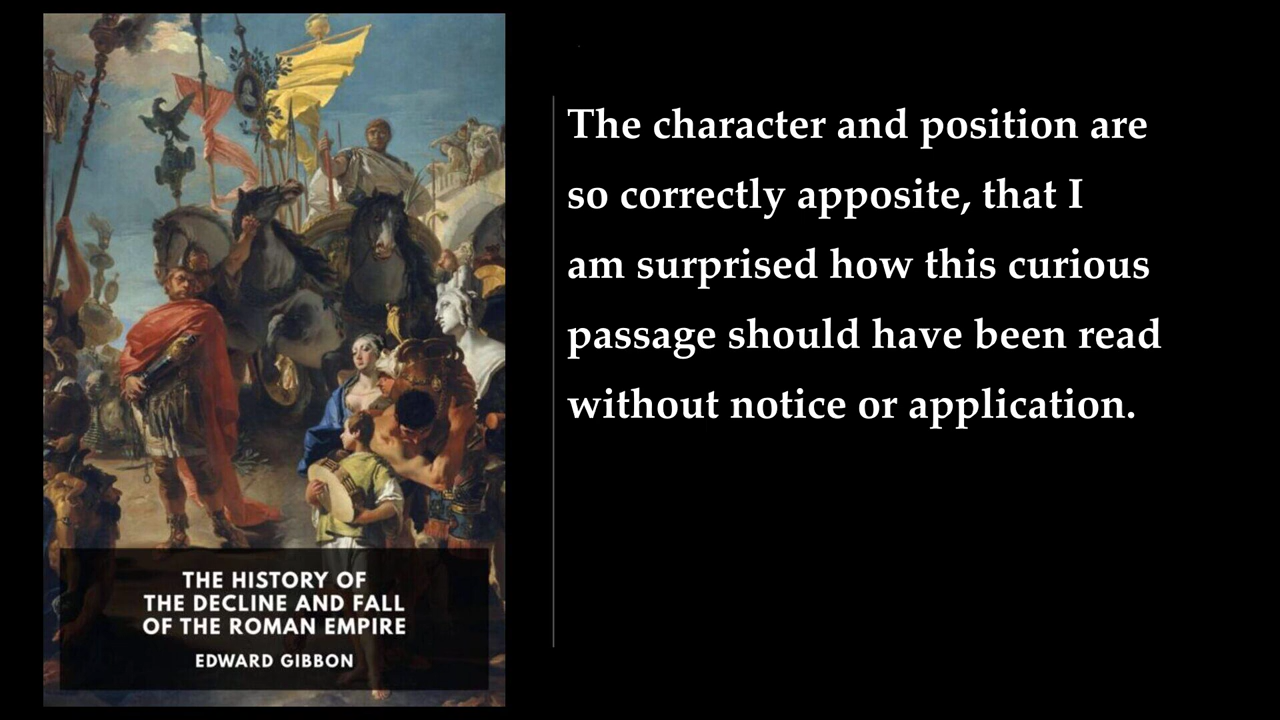 THE HISTORY OF
THE DECLINE AND FALL
OF THE ROMAN EMPIRE
EDWARD GIBBON
The character and position are
so correctly apposite, that I
am surprised how this curious
passage should have been read
without notice or application.